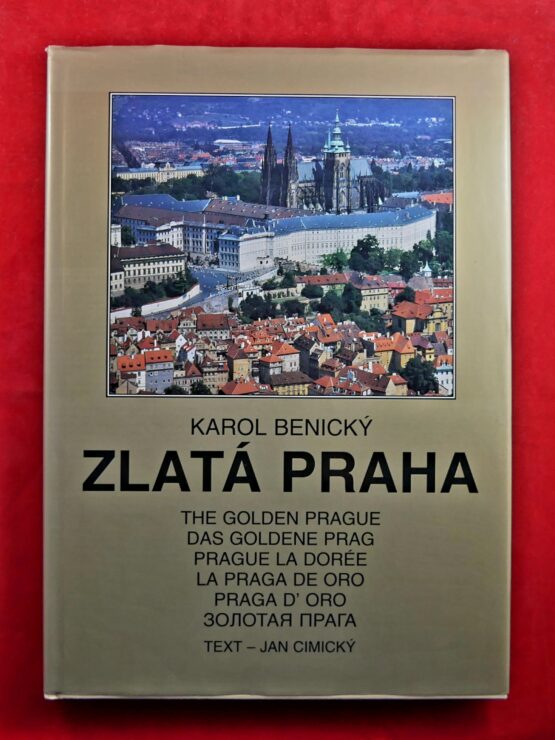 KAROL BENICKÝ
ZLATÁ PRAHA
THE GOLDEN PRAGUE
DAS GOLDENE PRAG
PRAGUE LA DORÉE
LA PRAGA DE ORO
PRAGA D' ORO
ЗОЛОТАЯ ПРАГА
TEXT – JAN CIMICKÝ